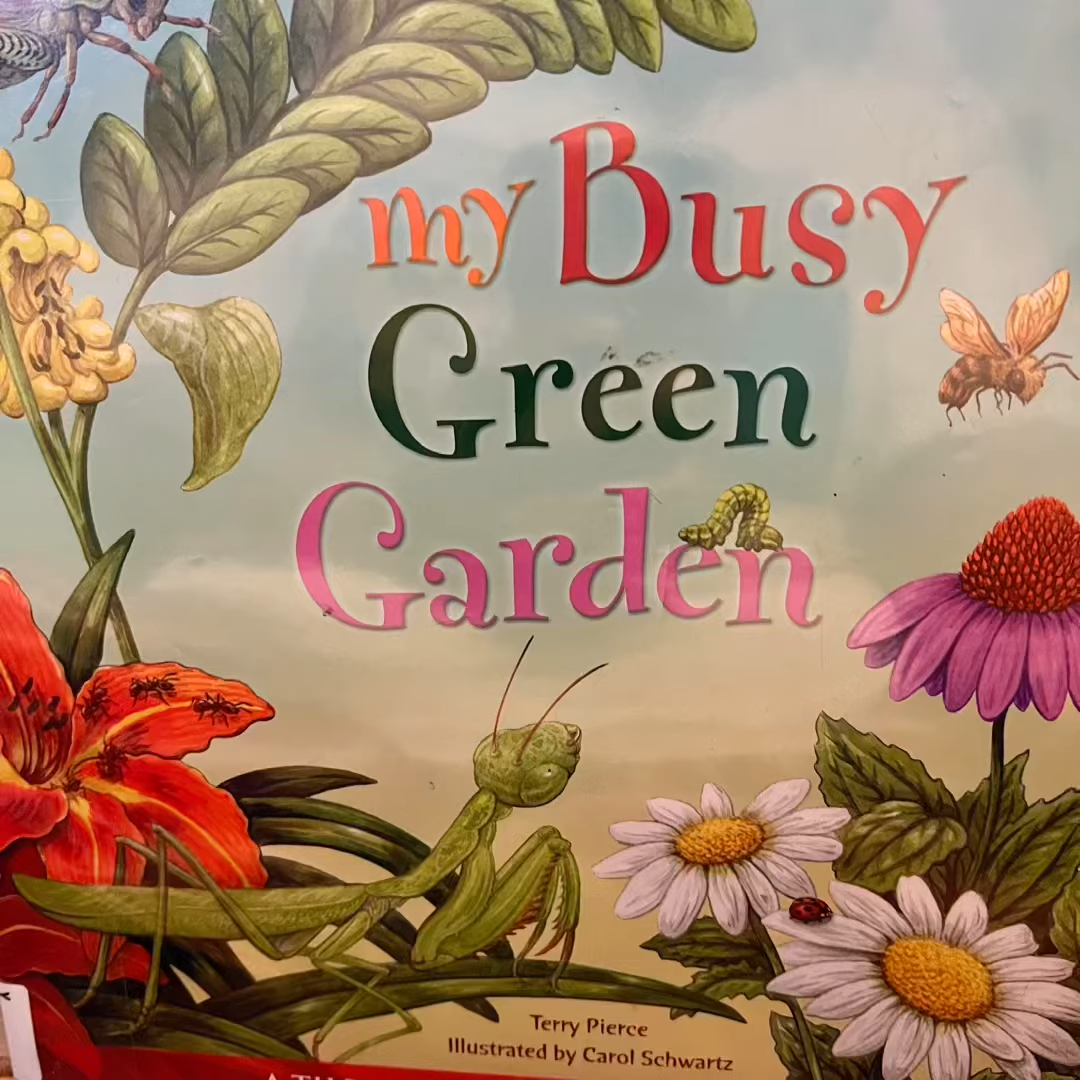 my Busy
Green
Garden
Terry Pierce
Illustrated by Carol Schwartz